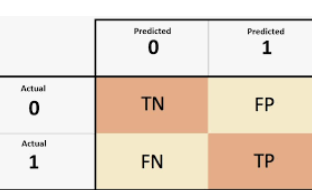 Predicted Predicted
0 1
Actual
0 TN FP
Actual
1 FN TP